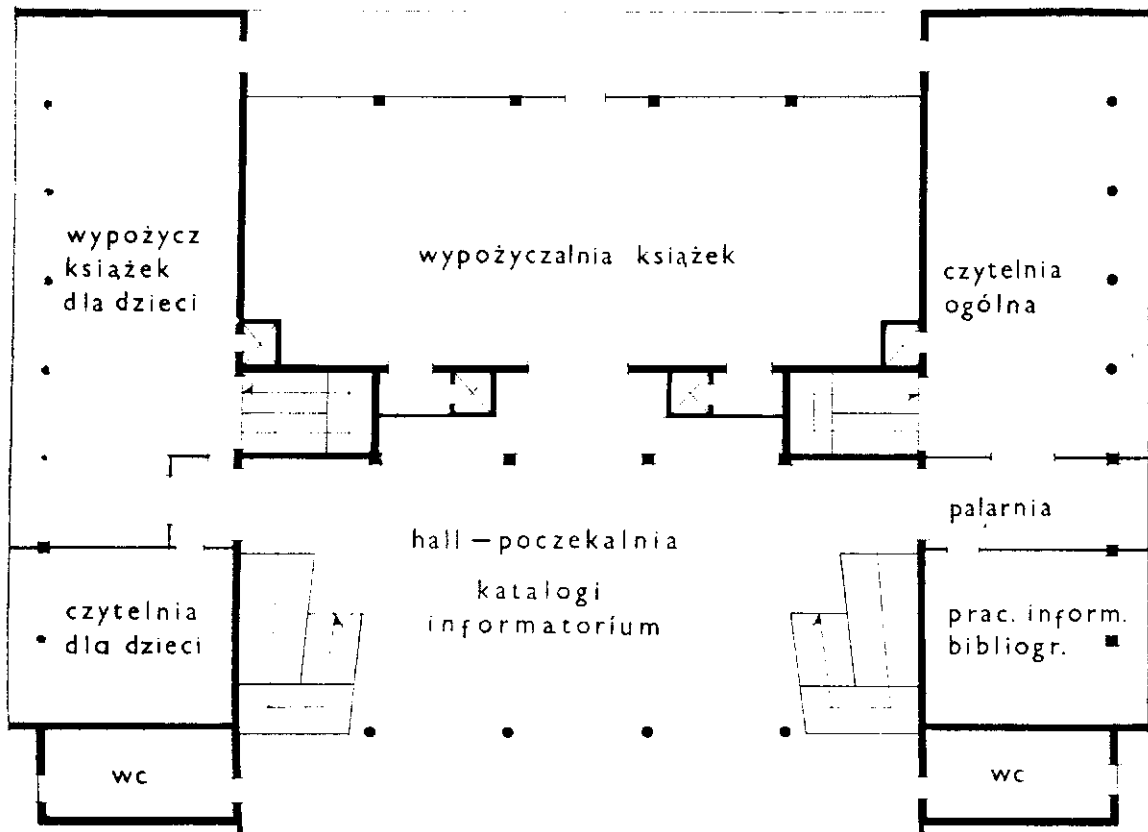 wypożycz
książek
dla dzieci
wypożyczalnia książek
czytelnia
ogólna
palarnia
hall – poczekalnia
katalogi
informatorium
czytelnia
dla dzieci
prac. inform.
bibliogr.
wc
wc